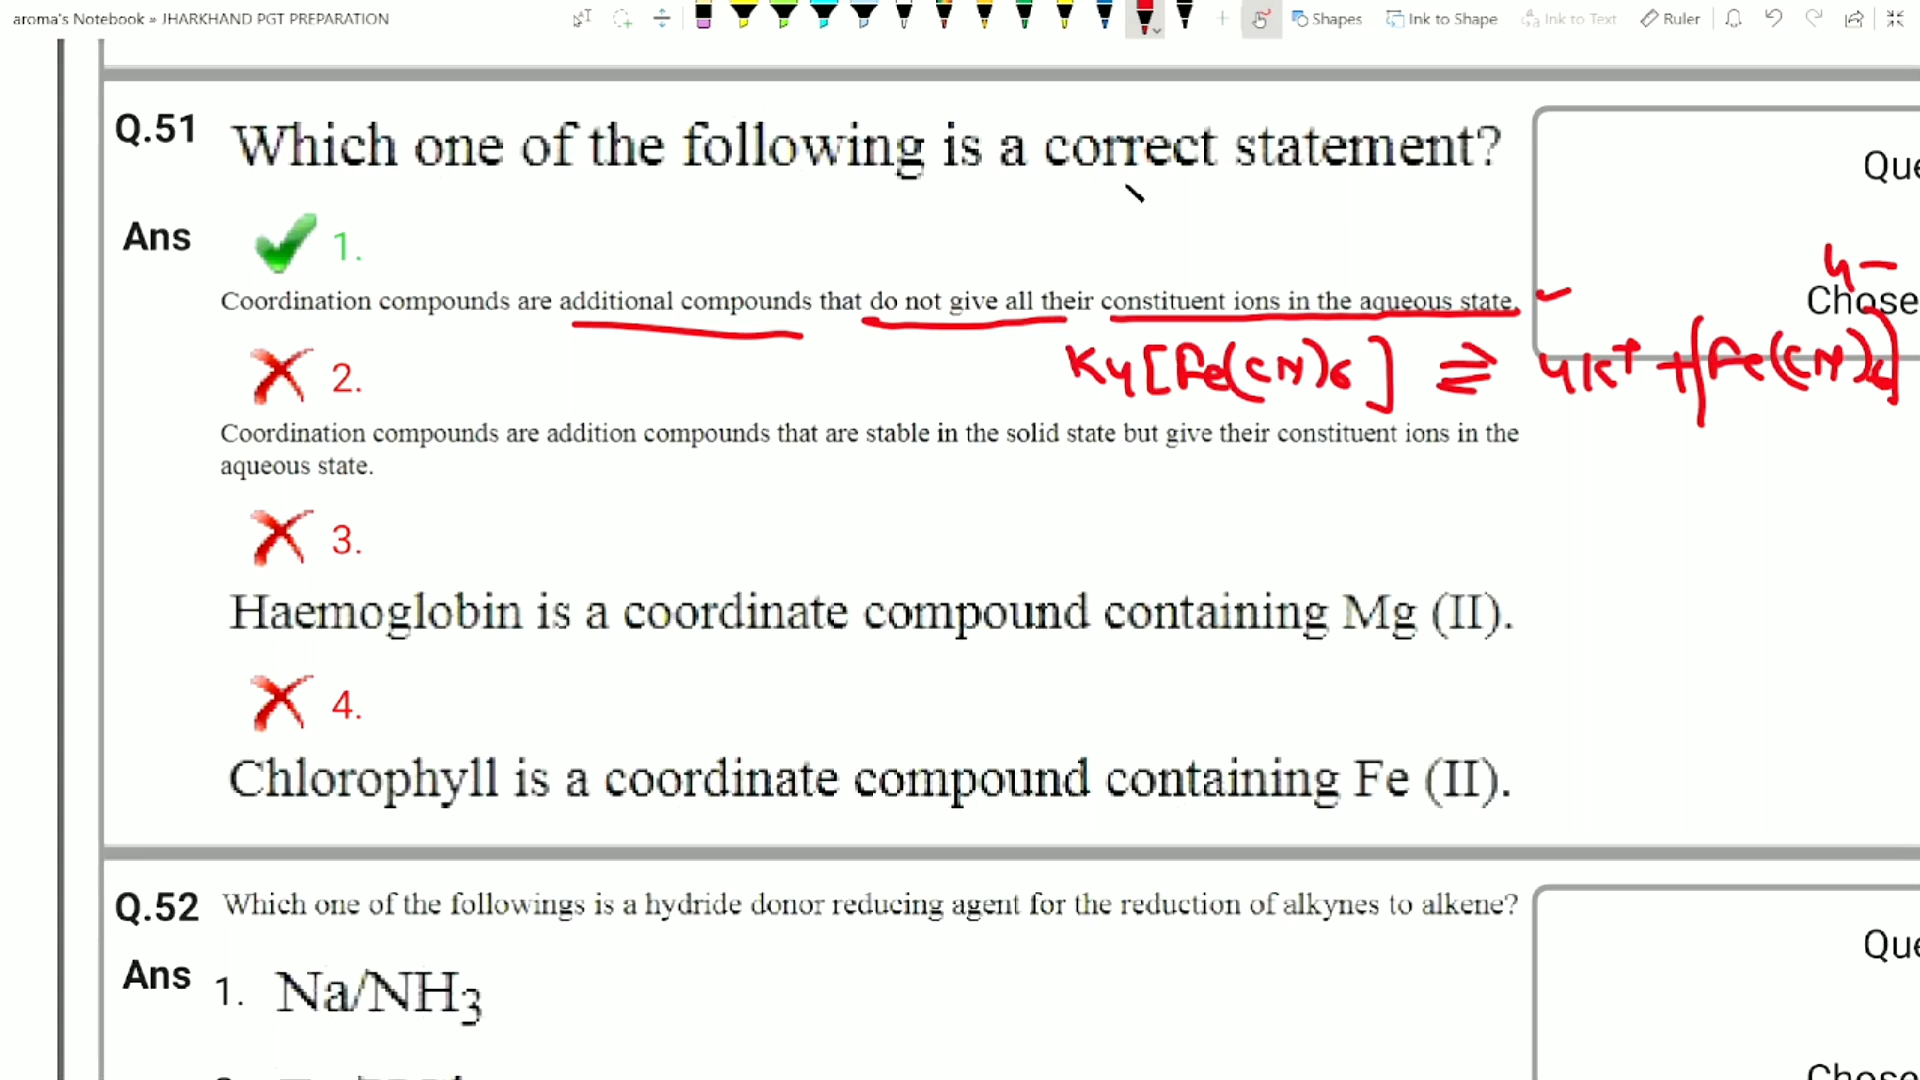 aroma's Notebook » JHARKHAND PGT PREPARATION
Shapes Ink to Shape Ink to Text Ruler
Q.51 Which one of the following is a correct statement?
Que
Ans 1.
4-
Chose
Coordination compounds are additional compounds that do not give all their constituent ions in the aqueous state.
K4[Fe(CN)6] ⇌ 4K+ + [Fe(CN)6]
2.
Coordination compounds are addition compounds that are stable in the solid state but give their constituent ions in the
aqueous state.
3.
Haemoglobin is a coordinate compound containing Mg (II).
4.
Chlorophyll is a coordinate compound containing Fe (II).
Q.52 Which one of the followings is a hydride donor reducing agent for the reduction of alkynes to alkene?
Que
Ans 1. Na/NH3